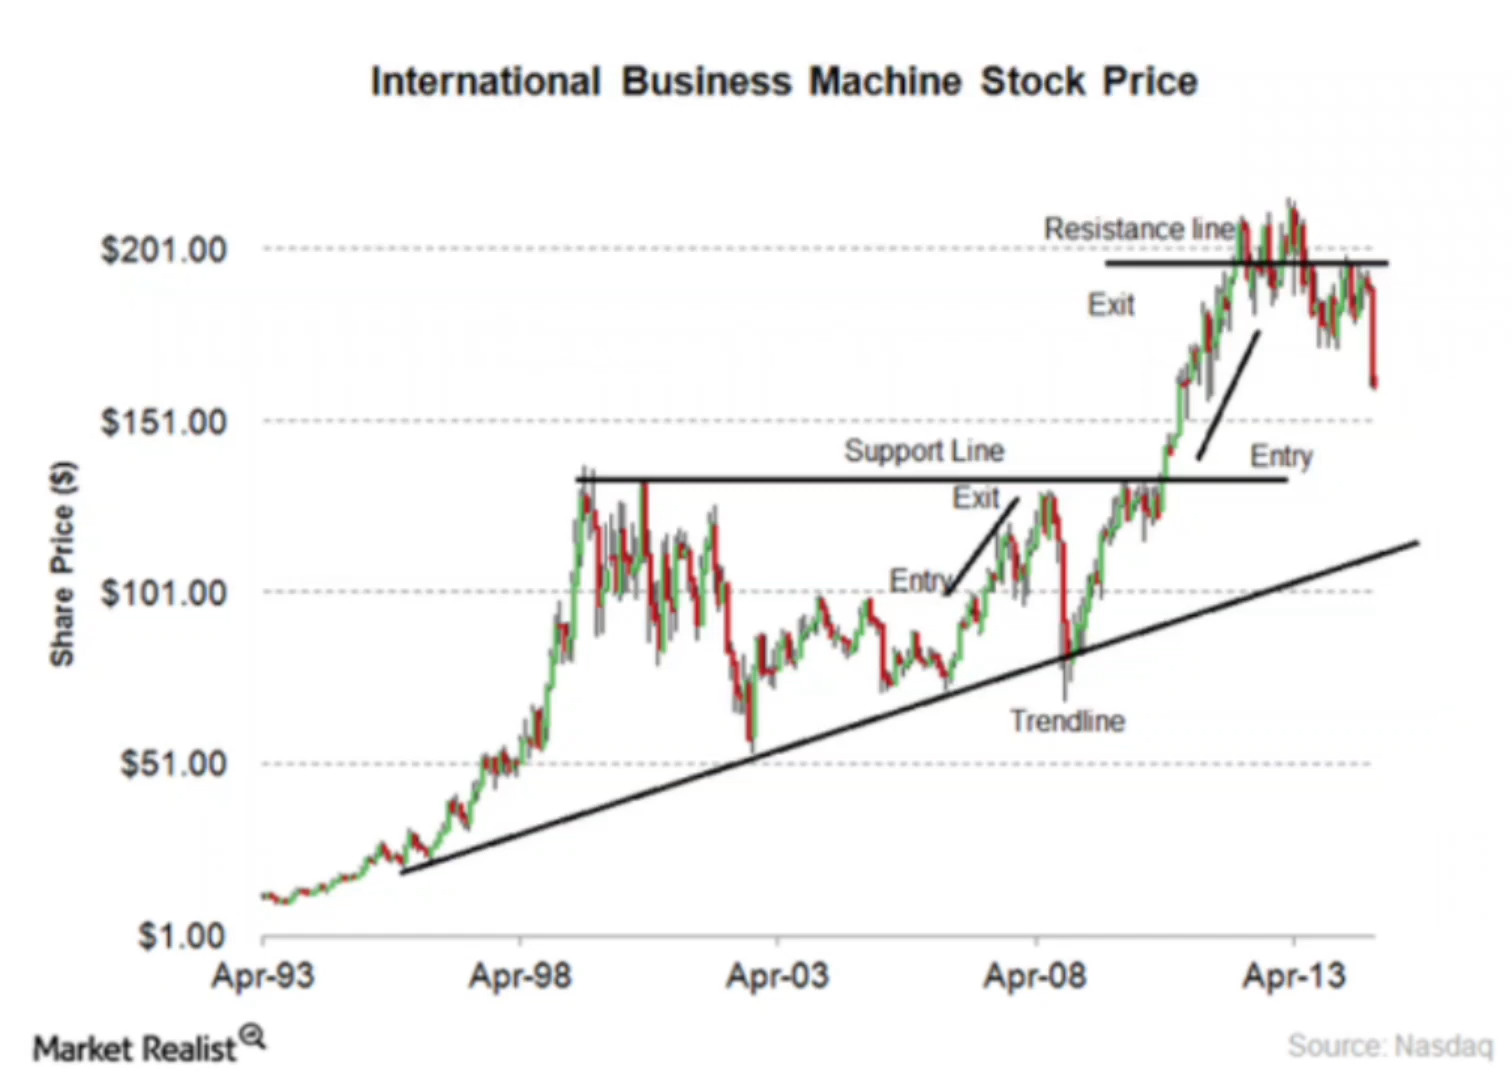 International Business Machine Stock Price
$201.00
Resistance line
Exit
$151.00
Support Line
Entry
Exit
Share Price ($)
$101.00
Entry
Trendline
$51.00
$1.00
Apr-93 Apr-98 Apr-03 Apr-08 Apr-13
Market Realist
Source: Nasdaq